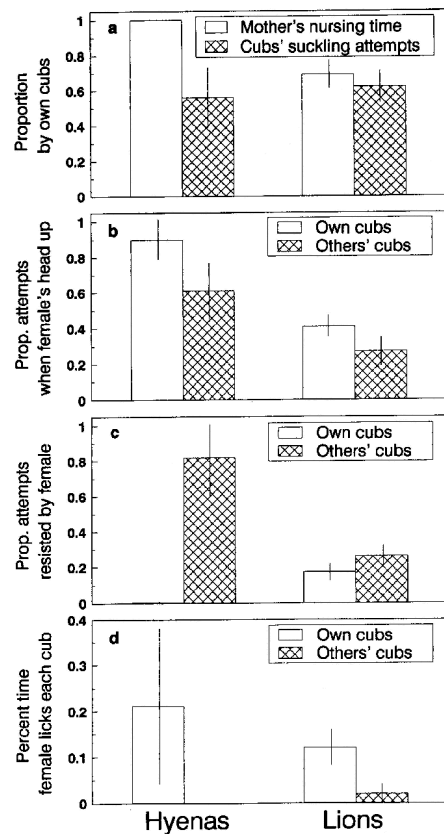 a
Mother's nursing time
Cubs' suckling attempts
Proportion
by own cubs
1
0.8
0.6
0.4
0.2
0
b
Own cubs
Others' cubs
Prop. attempts
when female's head up
1
0.8
0.6
0.4
0.2
0
c
Own cubs
Others' cubs
Prop. attempts
resisted by female
1
0.8
0.6
0.4
0.2
0
d
Own cubs
Others' cubs
Percent time
female licks each cub
0.4
0.3
0.2
0.1
0
Hyenas Lions